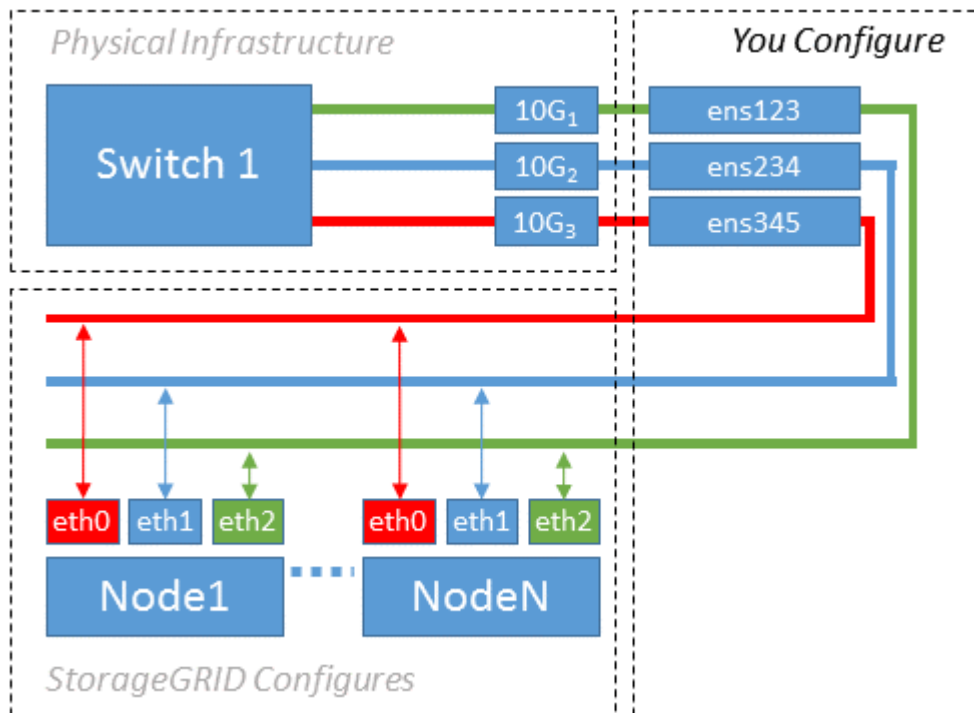 Physical Infrastructure
You Configure
Switch 1
10G₁
ens123
10G₂
ens234
10G₃
ens345
eth0
eth1
eth2
eth0
eth1
eth2
Node1
NodeN
StorageGRID Configures